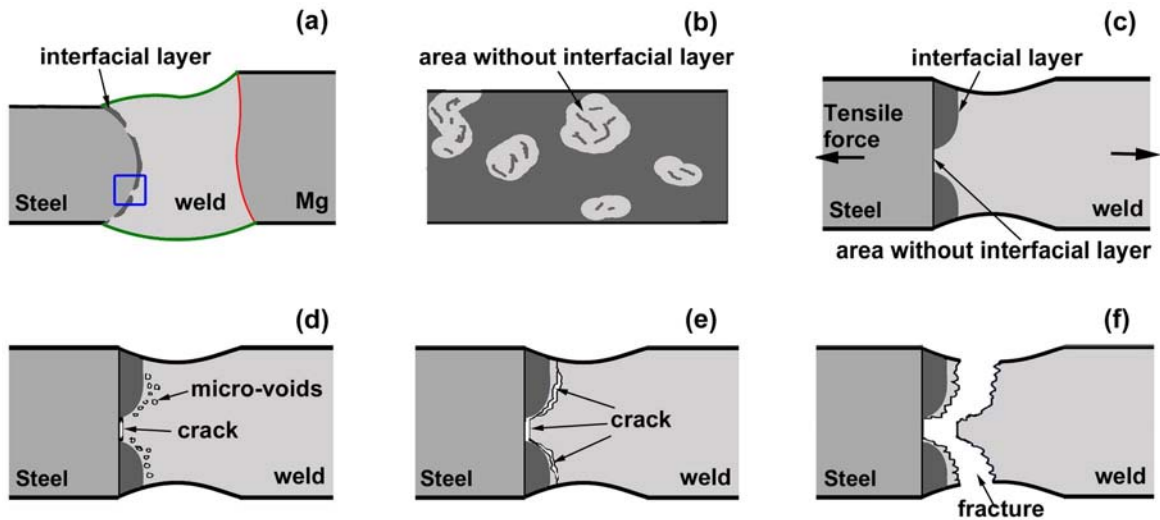 (a)
interfacial layer
Steel
weld
Mg
(b)
area without interfacial layer
(c)
interfacial layer
Tensile
force
Steel
weld
area without interfacial layer
(d)
micro-voids
crack
Steel
weld
(e)
crack
Steel
weld
(f)
Steel
weld
fracture